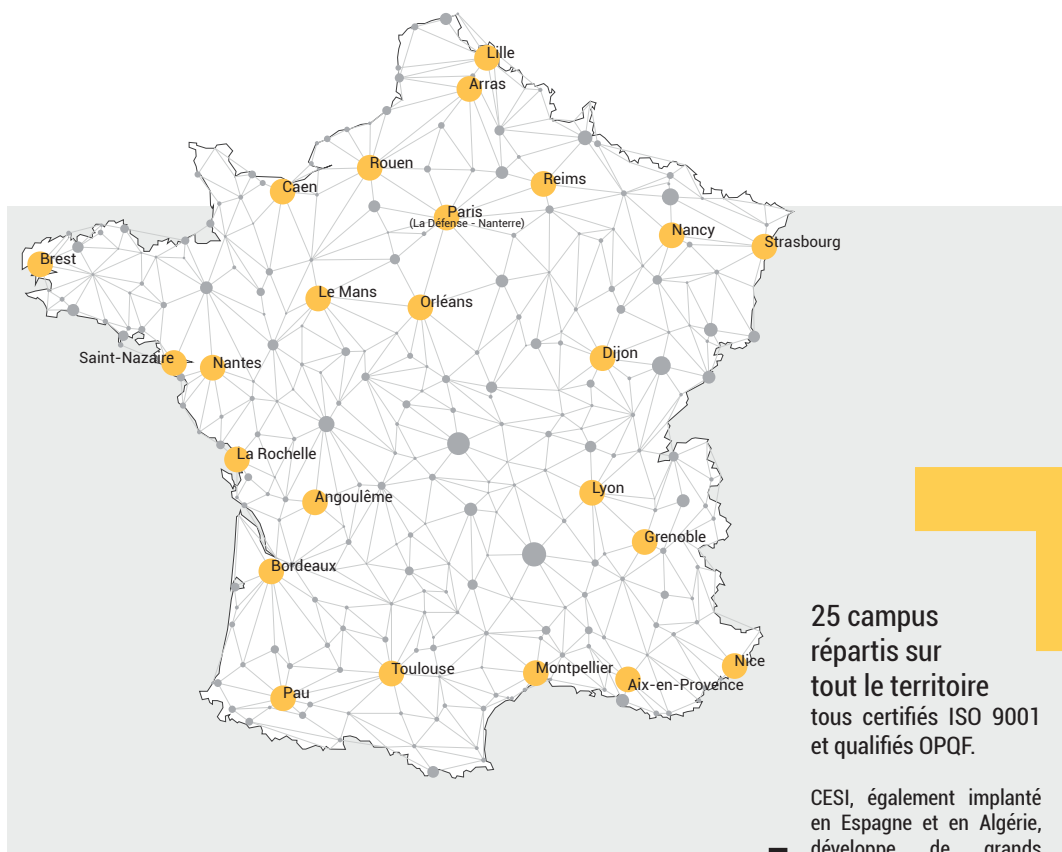 Lille
Arras
Rouen
Reims
Caen
Paris
(La Défense - Nanterre)
Nancy
Strasbourg
Brest
Le Mans
Orléans
Saint-Nazaire
Nantes
Dijon
La Rochelle
Angoulême
Lyon
Grenoble
Bordeaux
Toulouse
Montpellier
Nice
Aix-en-Provence
Pau
25 campus
répartis sur
tout le territoire
tous certifiés ISO 9001
et qualifiés OPQF.
CESI, également implanté
en Espagne et en Algérie,
développe de grands